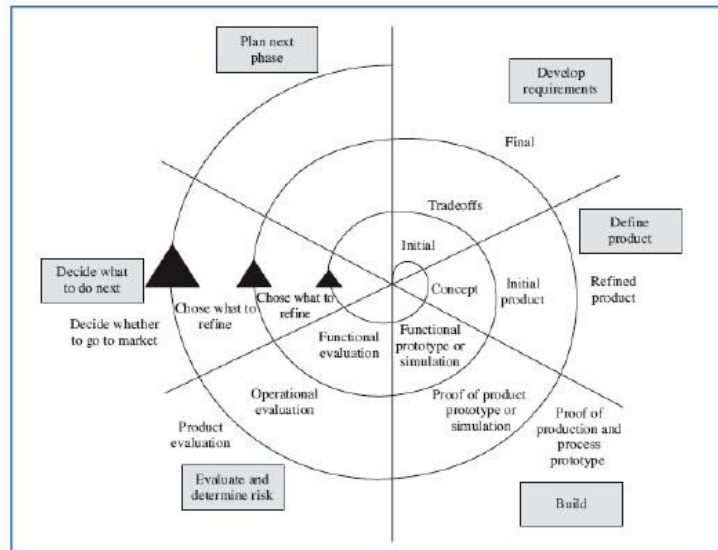 Plan next
phase
Develop
requirements
Final
Tradeoffs
Initial
Define
product
Decide what
to do next
Concept
Initial
product
Refined
product
Decide whether
to go to market
Chose what to
refine
Chose what to
refine
Functional
evaluation
Functional
prototype or
simulation
Operational
evaluation
Proof of product
prototype or
simulation
Product
evaluation
Proof of
production and
process
prototype
Evaluate and
determine risk
Build